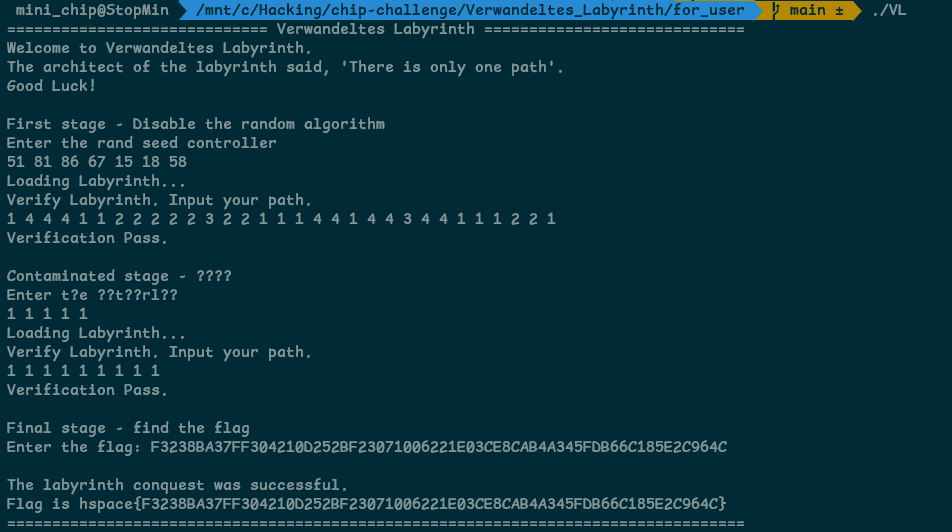 mini_chip@StopMin /mnt/c/Hacking/chip-challenge/Verwandeltes_Labyrinth/for_user main ± ./VL
============================= Verwandeltes Labyrinth =============================
Welcome to Verwandeltes Labyrinth.
The architect of the labyrinth said, 'There is only one path'.
Good Luck!
First stage - Disable the random algorithm
Enter the rand seed controller
51 81 86 67 15 18 58
Loading Labyrinth...
Verify Labyrinth. Input your path.
1 4 4 4 1 1 2 2 2 2 2 3 2 2 1 1 1 4 4 1 4 4 3 4 4 1 1 1 2 2 1
Verification Pass.
Contaminated stage - ????
Enter t?e ??t??rl??
1 1 1 1 1
Loading Labyrinth...
Verify Labyrinth. Input your path.
1 1 1 1 1 1 1 1 1
Verification Pass.
Final stage - find the flag
Enter the flag: F3238BA37FF304210D252BF23071006221E03CE8CAB4A345FDB66C185E2C964C
The labyrinth conquest was successful.
Flag is hspace{F3238BA37FF304210D252BF23071006221E03CE8CAB4A345FDB66C185E2C964C}
==================================================================================